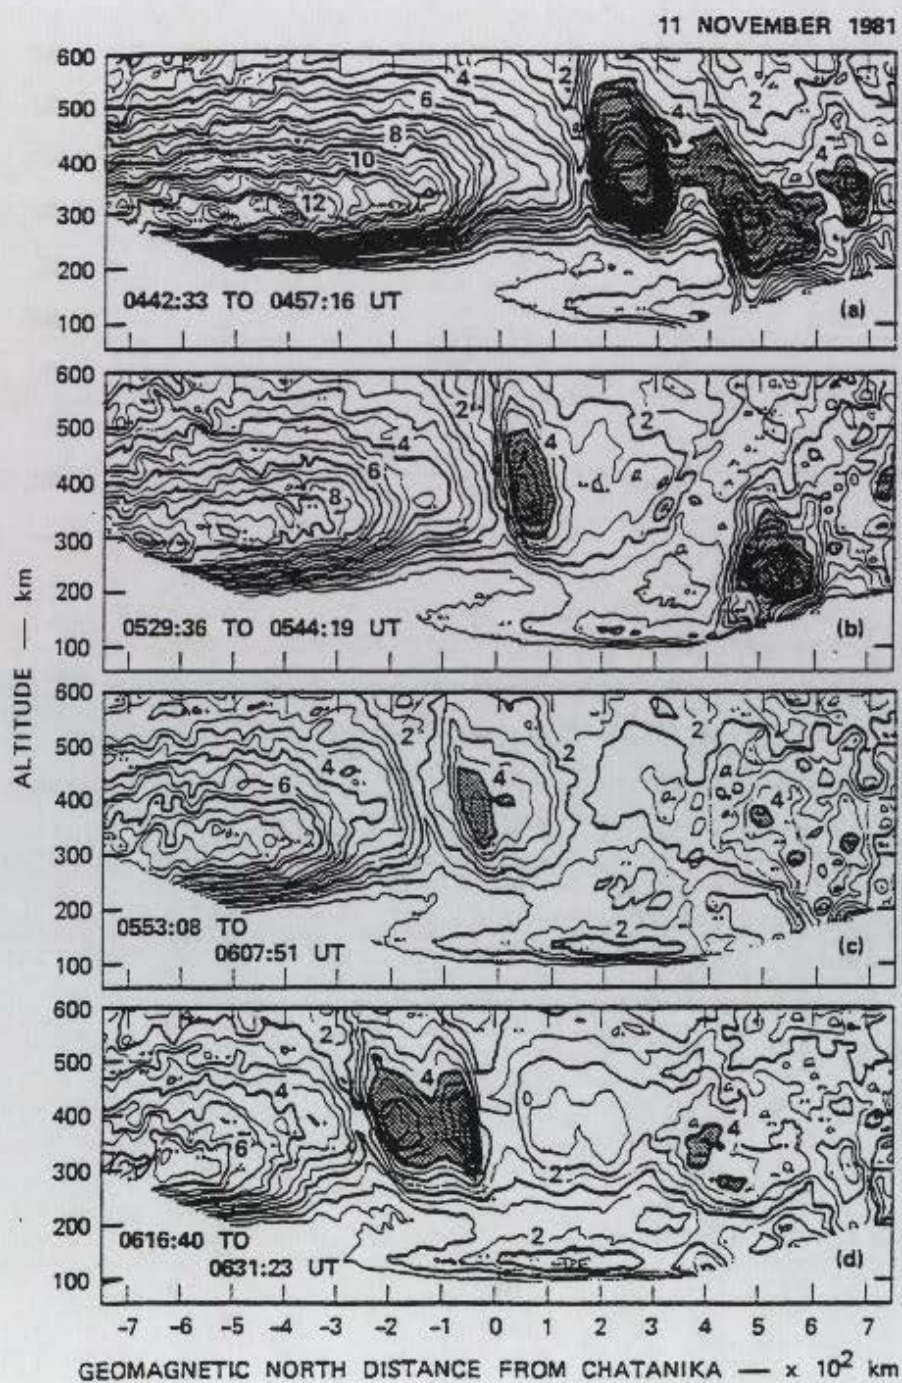 11 NOVEMBER 1981
600
500
400
300
200
100
2 4 6 8 10 12 4 2 4
0442:33 TO 0457:16 UT
(a)
600
500
400
300
200
100
2 4 6 8 4 2
0529:36 TO 0544:19 UT
(b)
ALTITUDE — km
600
500
400
300
200
100
2 4 6 4 2 2 4 2 2
0553:08 TO
0607:51 UT
(c)
600
500
400
300
200
100
2 4 6 4 2 4 2
0616:40 TO
0631:23 UT
(d)
-7 -6 -5 -4 -3 -2 -1 0 1 2 3 4 5 6 7
GEOMAGNETIC NORTH DISTANCE FROM CHATANIKA — x 10² km